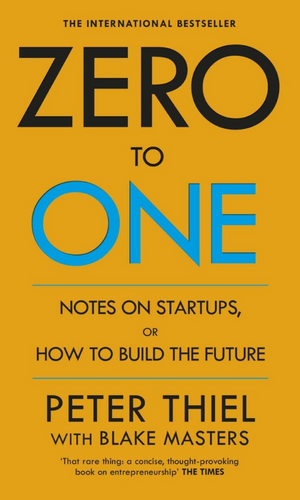 THE INTERNATIONAL BESTSELLER
ZERO
TO
ONE
NOTES ON STARTUPS,
OR
HOW TO BUILD THE FUTURE
PETER THIEL
WITH BLAKE MASTERS
'That rare thing: a concise, thought-provoking
book on entrepreneurship' THE TIMES